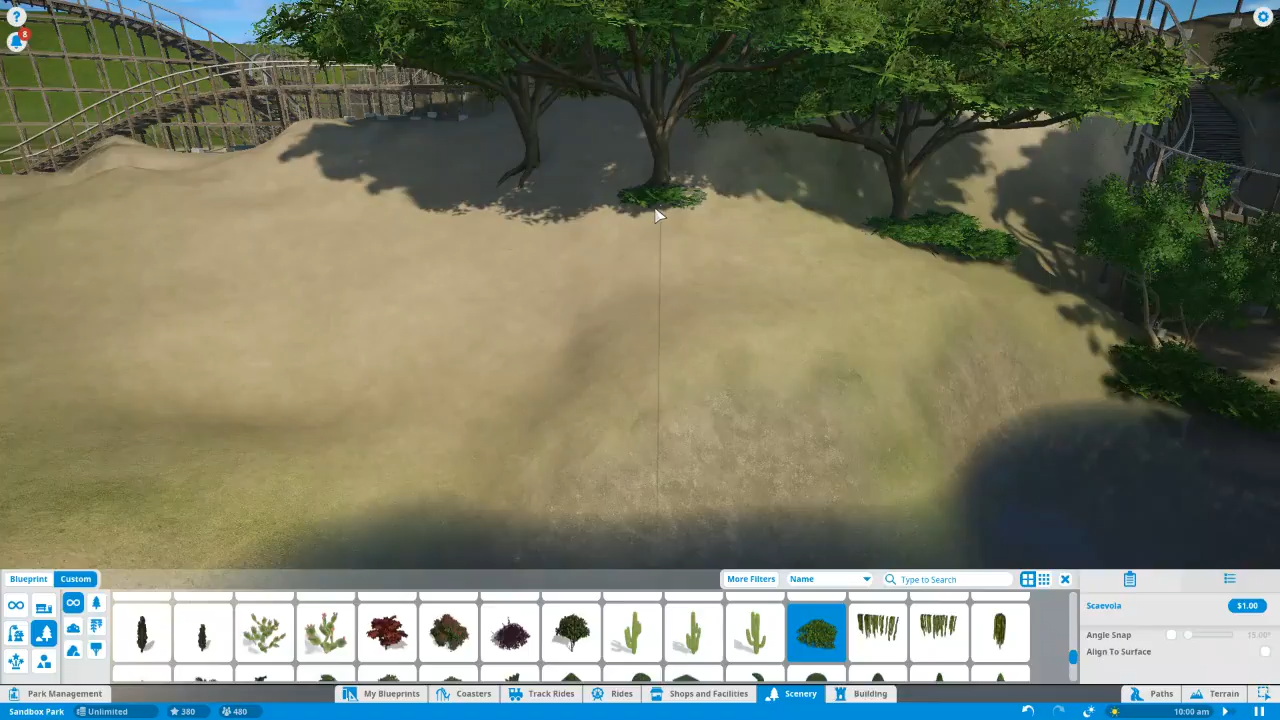 ?
8
Blueprint
Custom
More Filters
Name
Type to Search
Scaevola
$1.00
Angle Snap
15.00°
Align To Surface
Park Management
My Blueprints
Coasters
Track Rides
Rides
Shops and Facilities
Scenery
Building
Paths
Terrain
Sandbox Park
Unlimited
380
480
10:00 am